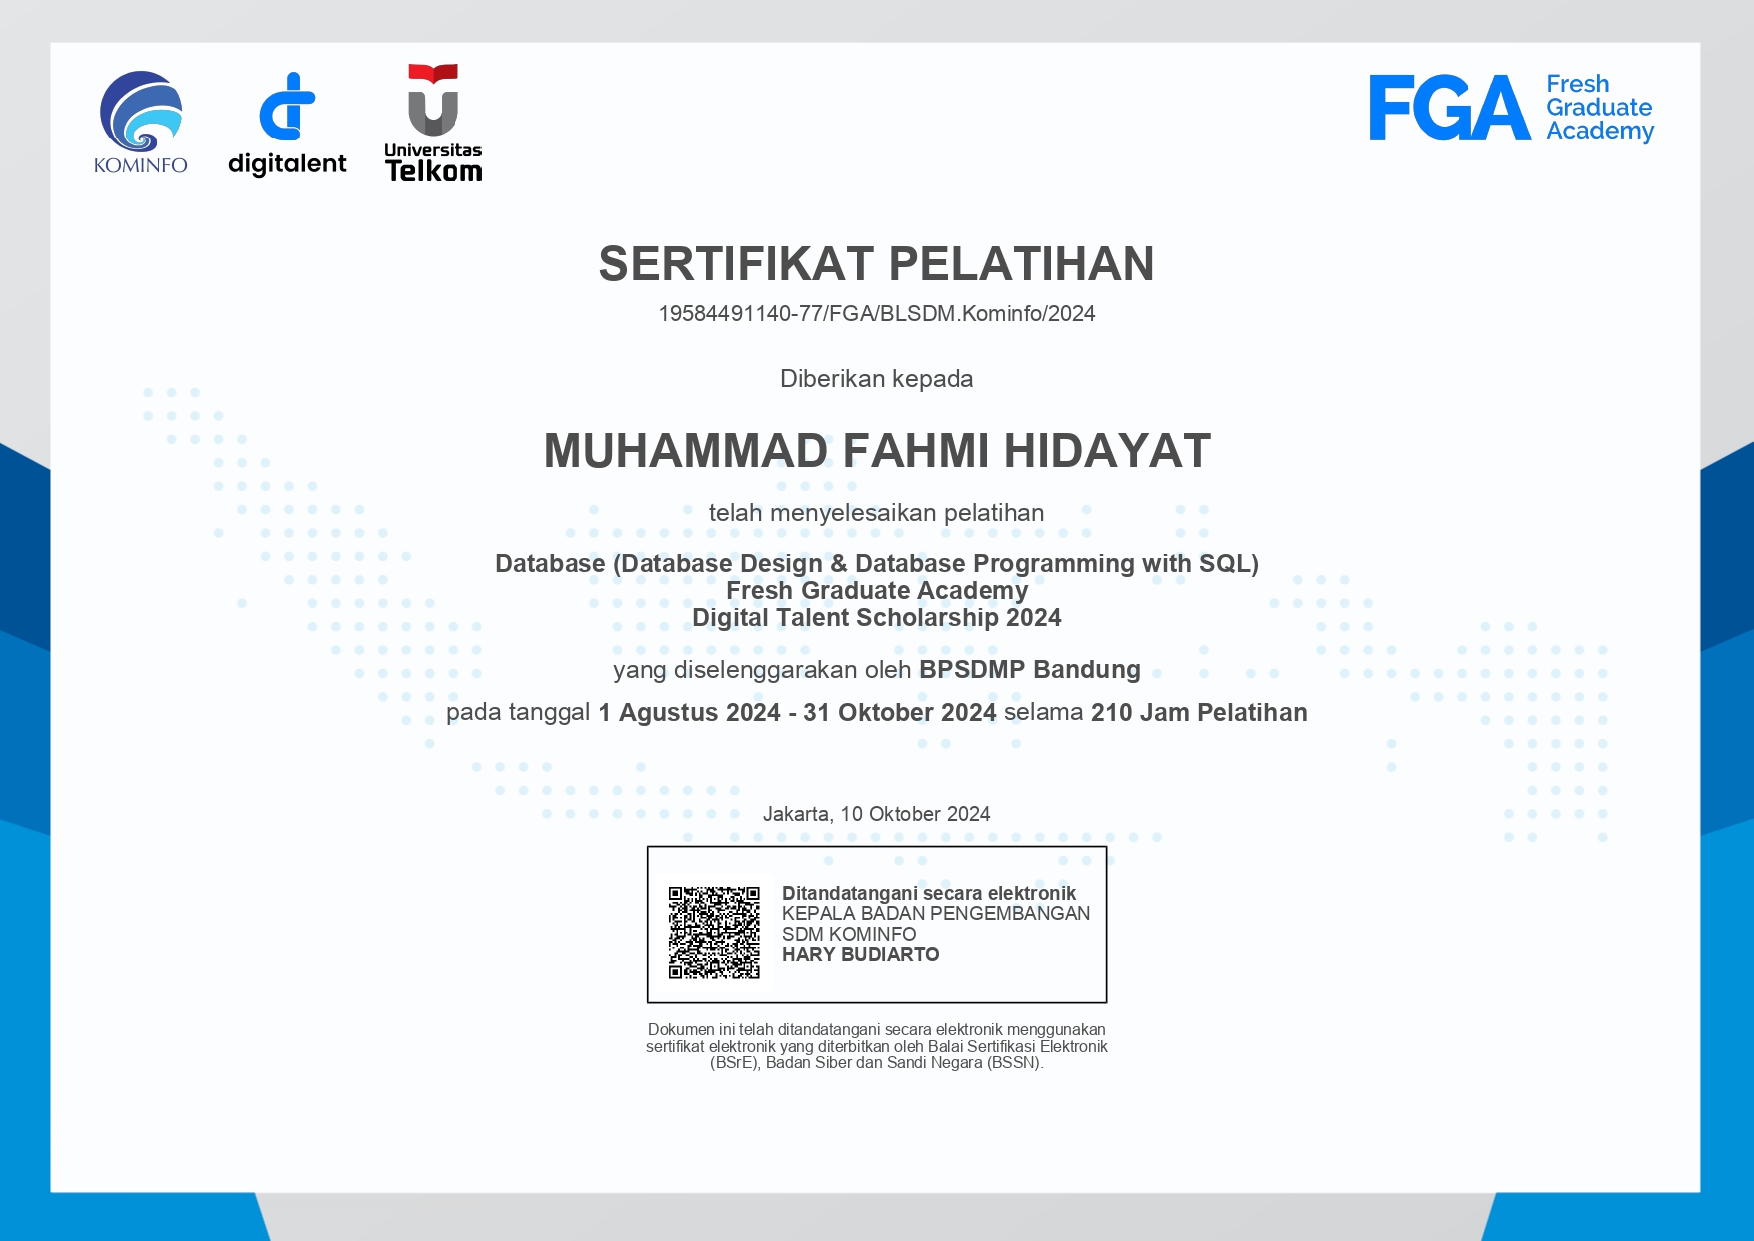 KOMINFO
digitalent
Universitas
Telkom
FGA
Fresh
Graduate
Academy
SERTIFIKAT PELATIHAN
19584491140-77/FGA/BLSDM.Kominfo/2024
Diberikan kepada
MUHAMMAD FAHMI HIDAYAT
telah menyelesaikan pelatihan
Database (Database Design & Database Programming with SQL)
Fresh Graduate Academy
Digital Talent Scholarship 2024
yang diselenggarakan oleh BPSDMP Bandung
pada tanggal 1 Agustus 2024 - 31 Oktober 2024 selama 210 Jam Pelatihan
Jakarta, 10 Oktober 2024
Ditandatangani secara elektronik
KEPALA BADAN PENGEMBANGAN
SDM KOMINFO
HARY BUDIARTO
Dokumen ini telah ditandatangani secara elektronik menggunakan
sertifikat elektronik yang diterbitkan oleh Balai Sertifikasi Elektronik
(BSrE), Badan Siber dan Sandi Negara (BSSN).